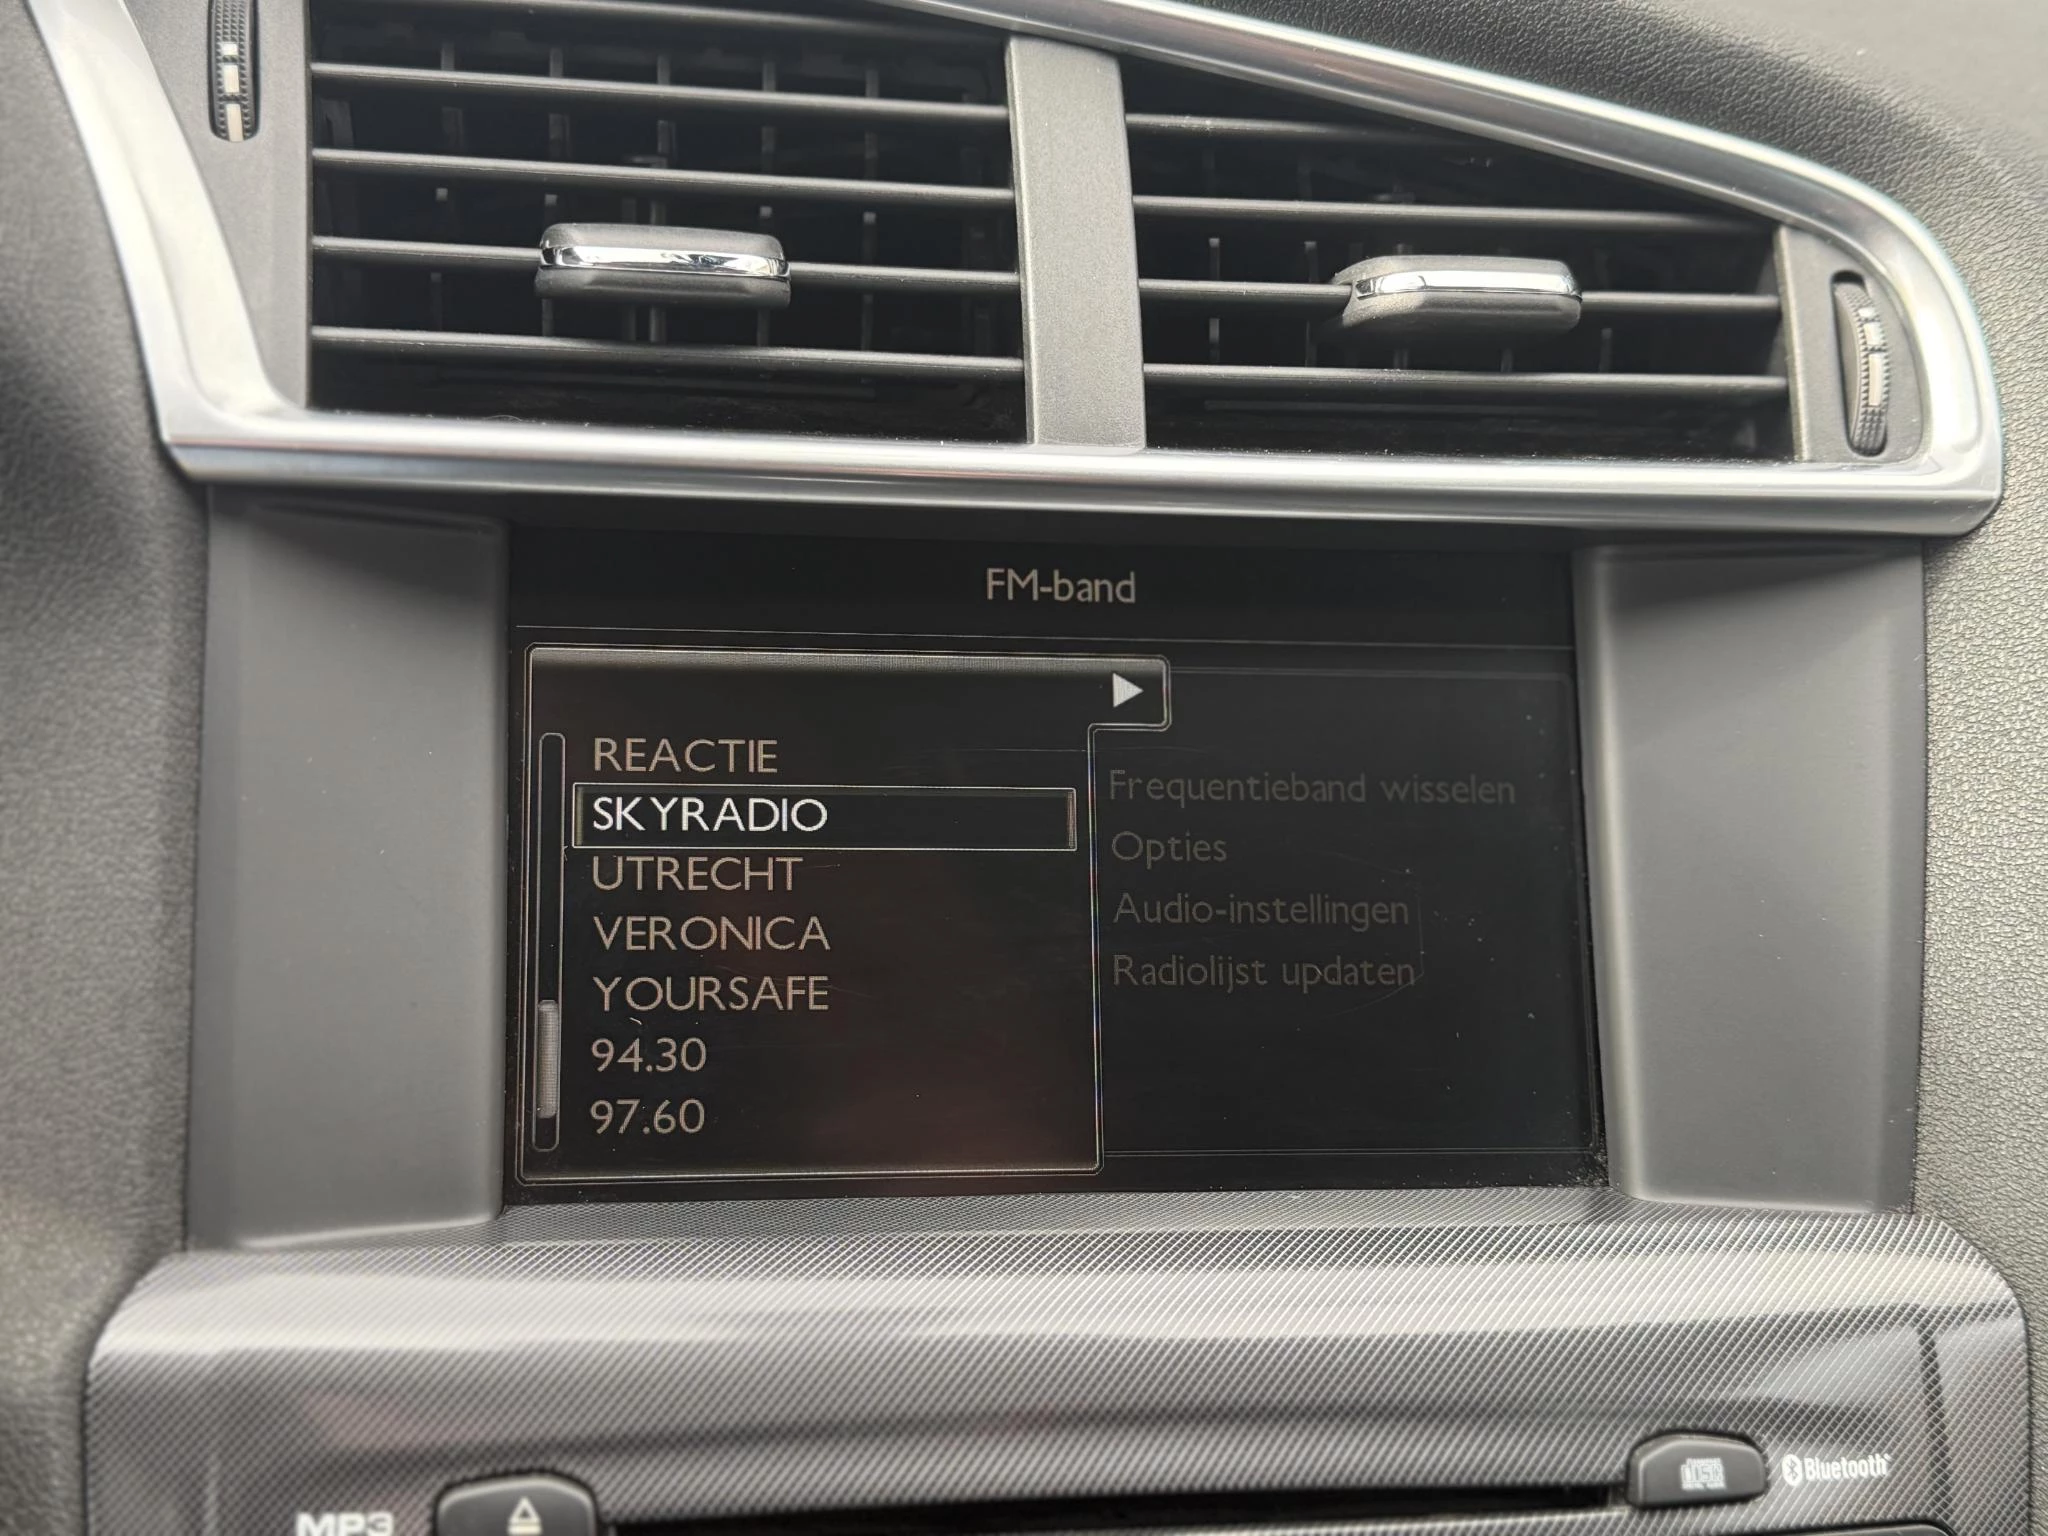 FM-band
REACTIE
SKYRADIO
UTRECHT
VERONICA
YOURSAFE
94.30
97.60
Frequentieband wisselen
Opties
Audio-instellingen
Radiolijst updaten
MP3
Bluetooth